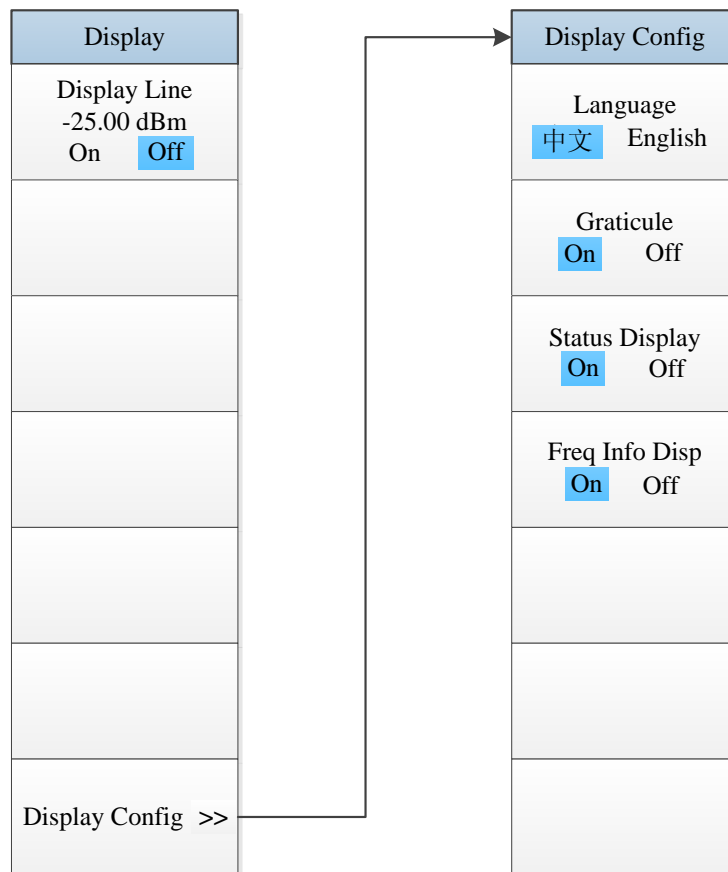 Display
Display Line
-25.00 dBm
On Off
Display Config >>
Display Config
Language
中文 English
Graticule
On Off
Status Display
On Off
Freq Info Disp
On Off